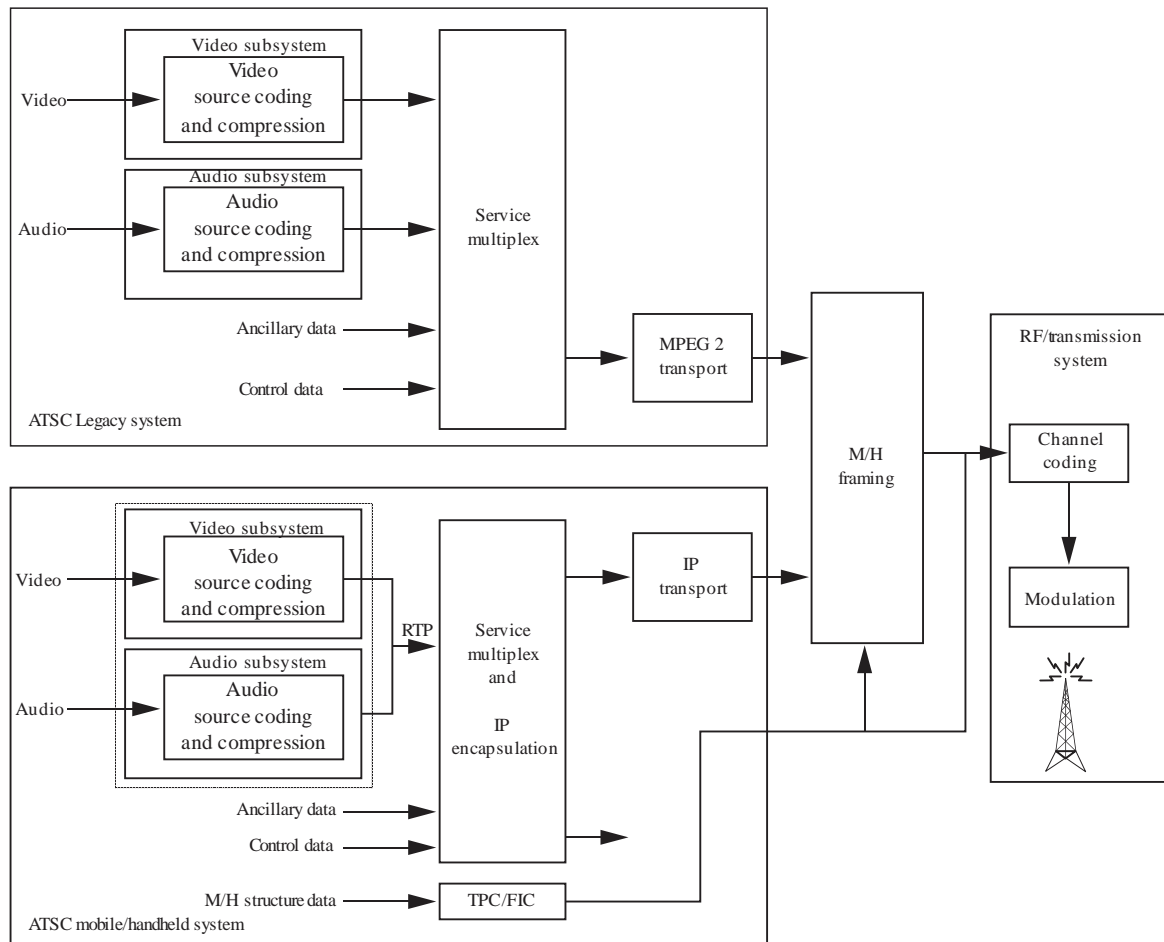 Video subsystem
Video
Video
source coding
and compression
Audio subsystem
Audio
Audio
source coding
and compression
Service
multiplex
Ancillary data
Control data
MPEG 2
transport
ATSC Legacy system
M/H
framing
RF/transmission
system
Channel
coding
Modulation
Video subsystem
Video
Video
source coding
and compression
RTP
Audio subsystem
Audio
Audio
source coding
and compression
Service
multiplex
and
IP
encapsulation
IP
transport
Ancillary data
Control data
M/H structure data
TPC/FIC
ATSC mobile/handheld system